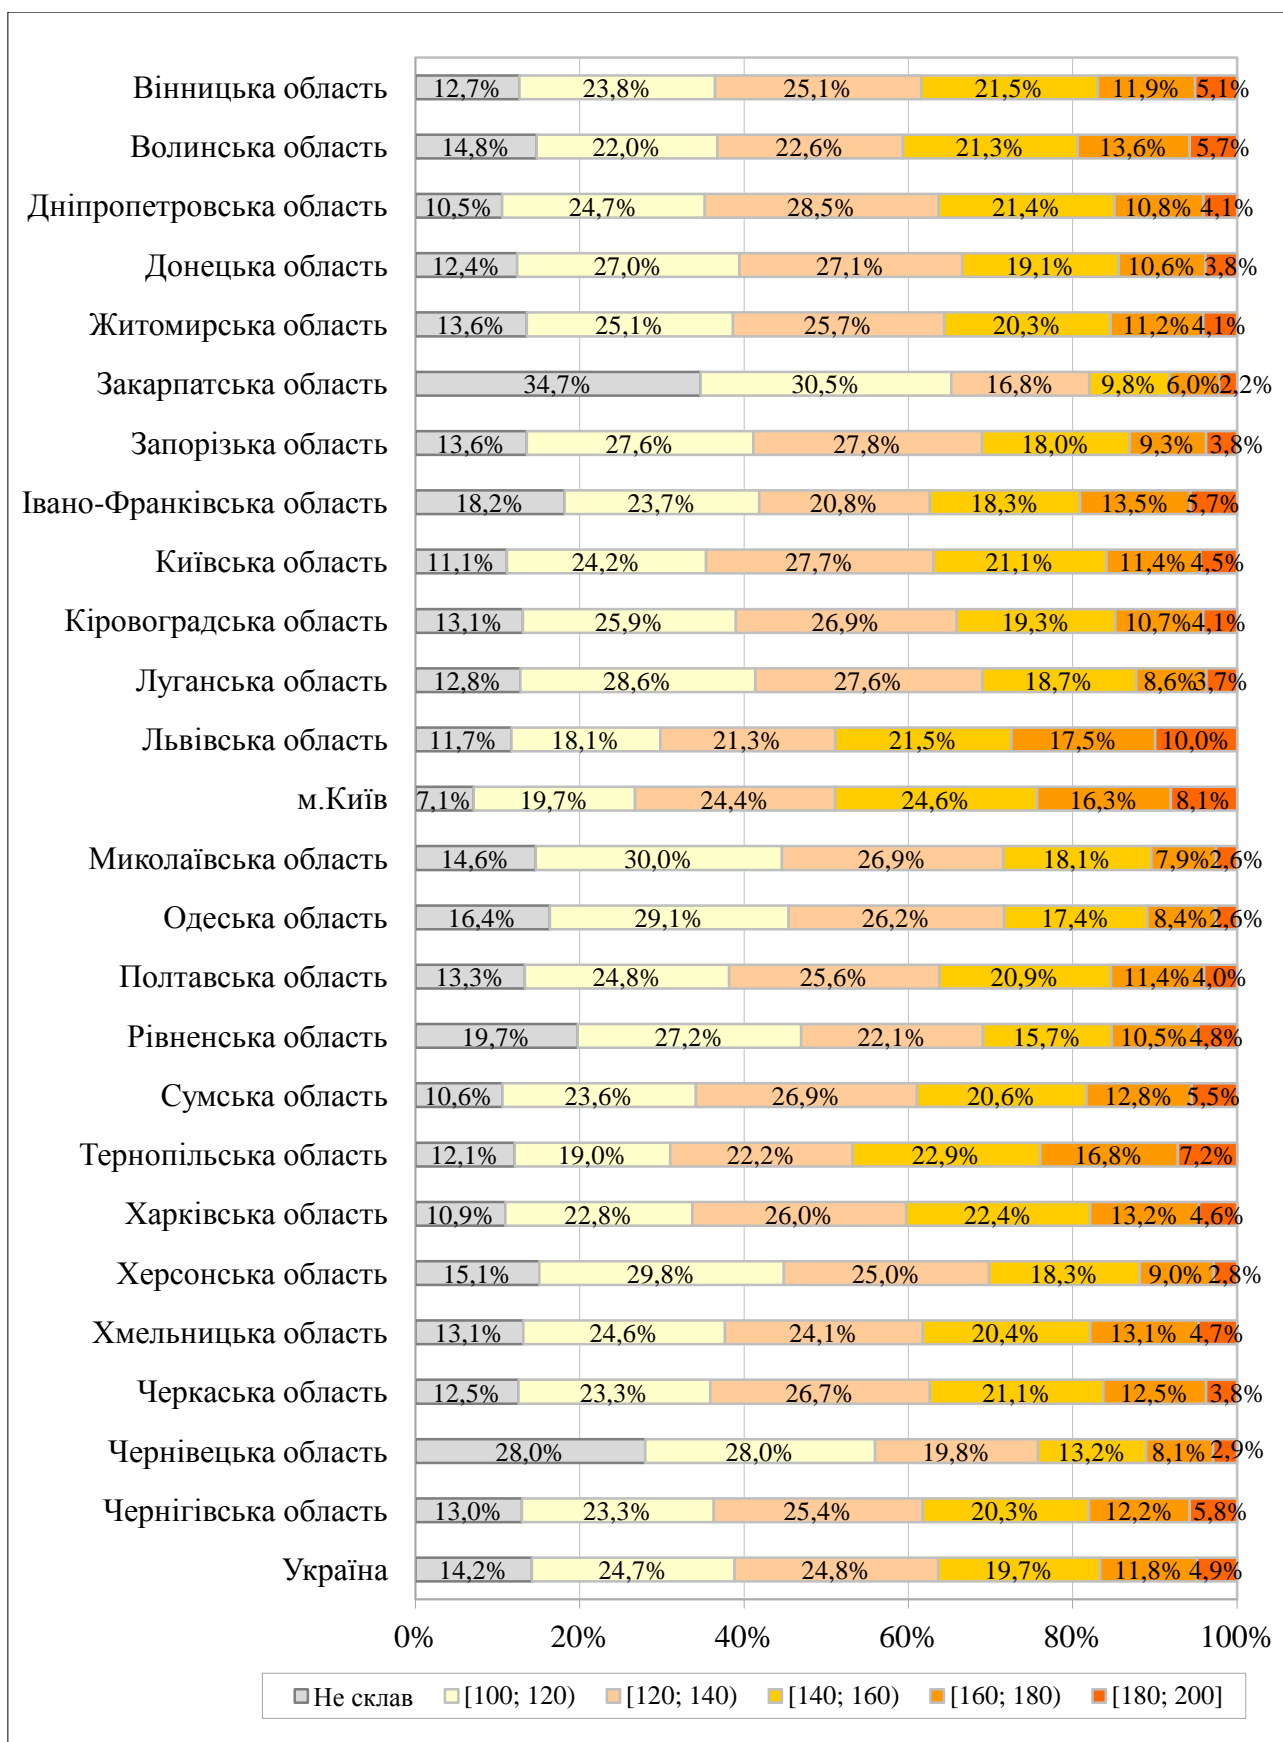 Вінницька область 12,7% 23,8% 25,1% 21,5% 11,9% 5,1%
Волинська область 14,8% 22,0% 22,6% 21,3% 13,6% 5,7%
Дніпропетровська область 10,5% 24,7% 28,5% 21,4% 10,8% 4,1%
Донецька область 12,4% 27,0% 27,1% 19,1% 10,6% 3,8%
Житомирська область 13,6% 25,1% 25,7% 20,3% 11,2% 4,1%
Закарпатська область 34,7% 30,5% 16,8% 9,8% 6,0% 2,2%
Запорізька область 13,6% 27,6% 27,8% 18,0% 9,3% 3,8%
Івано-Франківська область 18,2% 23,7% 20,8% 18,3% 13,5% 5,7%
Київська область 11,1% 24,2% 27,7% 21,1% 11,4% 4,5%
Кіровоградська область 13,1% 25,9% 26,9% 19,3% 10,7% 4,1%
Луганська область 12,8% 28,6% 27,6% 18,7% 8,6% 3,7%
Львівська область 11,7% 18,1% 21,3% 21,5% 17,5% 10,0%
м.Київ 7,1% 19,7% 24,4% 24,6% 16,3% 8,1%
Миколаївська область 14,6% 30,0% 26,9% 18,1% 7,9% 2,6%
Одеська область 16,4% 29,1% 26,2% 17,4% 8,4% 2,6%
Полтавська область 13,3% 24,8% 25,6% 20,9% 11,4% 4,0%
Рівненська область 19,7% 27,2% 22,1% 15,7% 10,5% 4,8%
Сумська область 10,6% 23,6% 26,9% 20,6% 12,8% 5,5%
Тернопільська область 12,1% 19,0% 22,2% 22,9% 16,8% 7,2%
Харківська область 10,9% 22,8% 26,0% 22,4% 13,2% 4,6%
Херсонська область 15,1% 29,8% 25,0% 18,3% 9,0% 2,8%
Хмельницька область 13,1% 24,6% 24,1% 20,4% 13,1% 4,7%
Черкаська область 12,5% 23,3% 26,7% 21,1% 12,5% 3,8%
Чернівецька область 28,0% 28,0% 19,8% 13,2% 8,1% 2,9%
Чернігівська область 13,0% 23,3% 25,4% 20,3% 12,2% 5,8%
Україна 14,2% 24,7% 24,8% 19,7% 11,8% 4,9%
0% 20% 40% 60% 80% 100%
Не склав [100; 120) [120; 140) [140; 160) [160; 180) [180; 200]